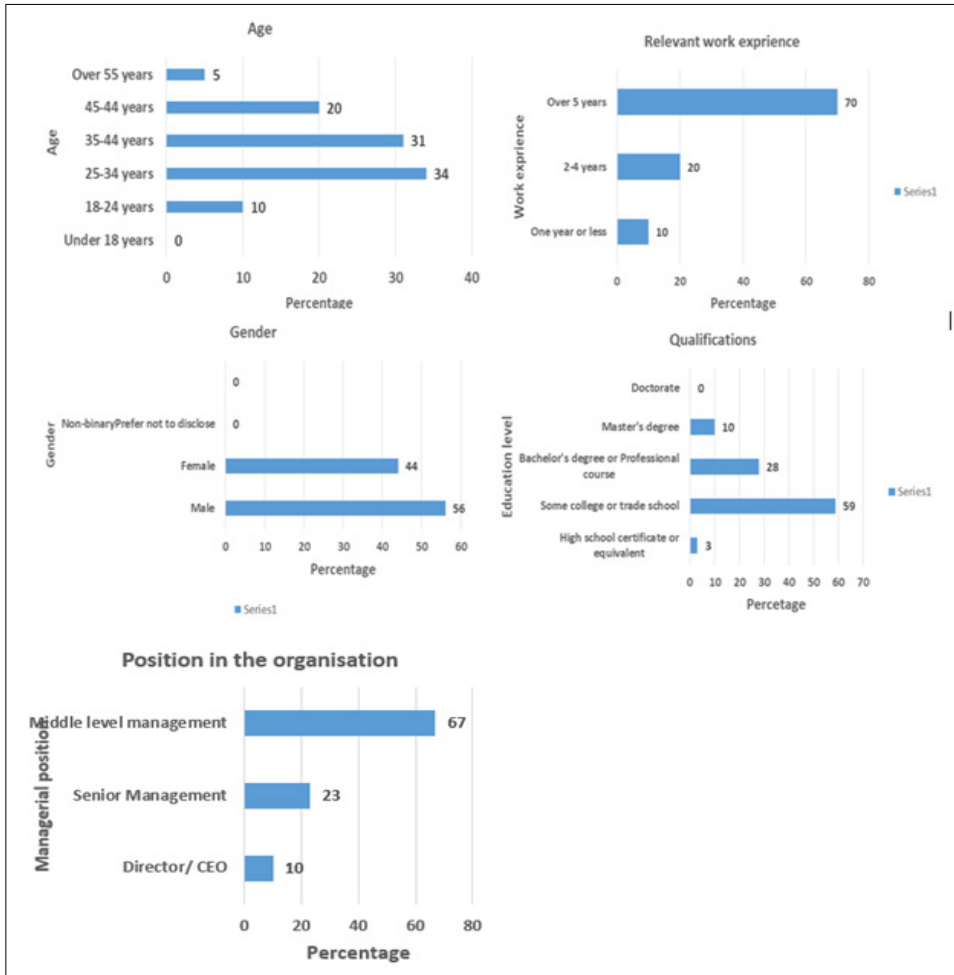 Age
Over 55 years 5
45-44 years 20
35-44 years 31
25-34 years 34
18-24 years 10
Under 18 years 0
Age
0 10 20 30 40
Percentage
Relevant work exprience
Over 5 years 70
2-4 years 20
One year or less 10
Work exprience
0 20 40 60 80
Percentage
Series1
Gender
0
Non-binaryPrefer not to disclose 0
Female 44
Male 56
Gender
0 10 20 30 40 50 60
Percentage
Series1
Qualifications
Doctorate 0
Master's degree 10
Bachelor's degree or Professional
course 28
Some college or trade school 59
High school certificate or
equivalent 3
Education level
0 10 20 30 40 50 60 70
Percetage
Series1
Position in the organisation
Middle level management 67
Senior Management 23
Director/ CEO 10
Managerial position
0 20 40 60 80
Percentage